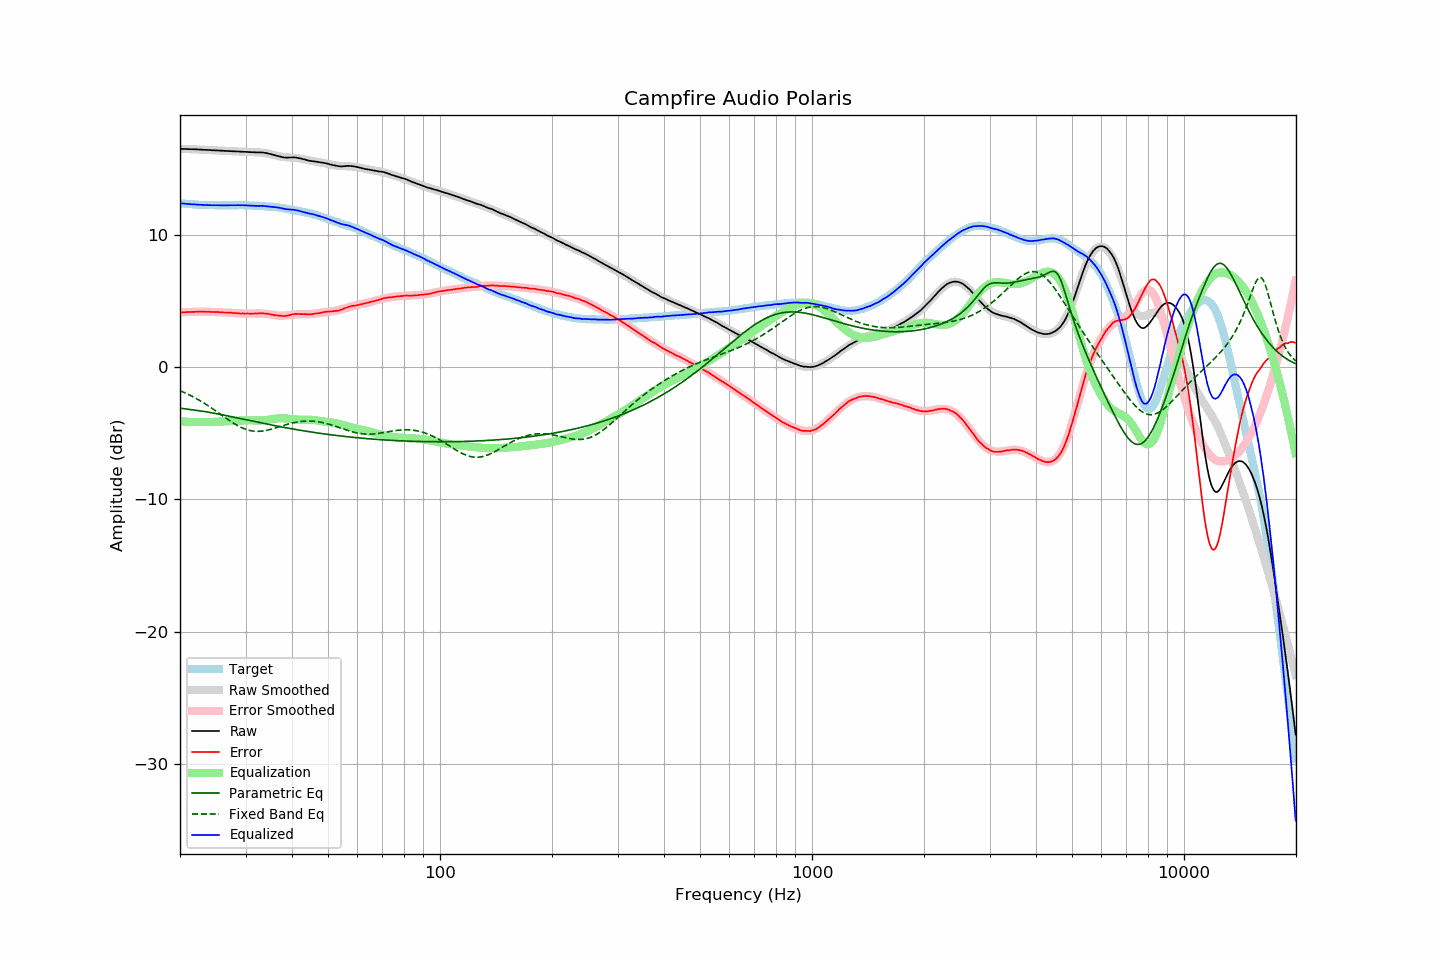 Campfire Audio Polaris
10
0
−10
−20
−30
Amplitude (dBr)
Target
Raw Smoothed
Error Smoothed
Raw
Error
Equalization
Parametric Eq
Fixed Band Eq
Equalized
100
1000
10000
Frequency (Hz)